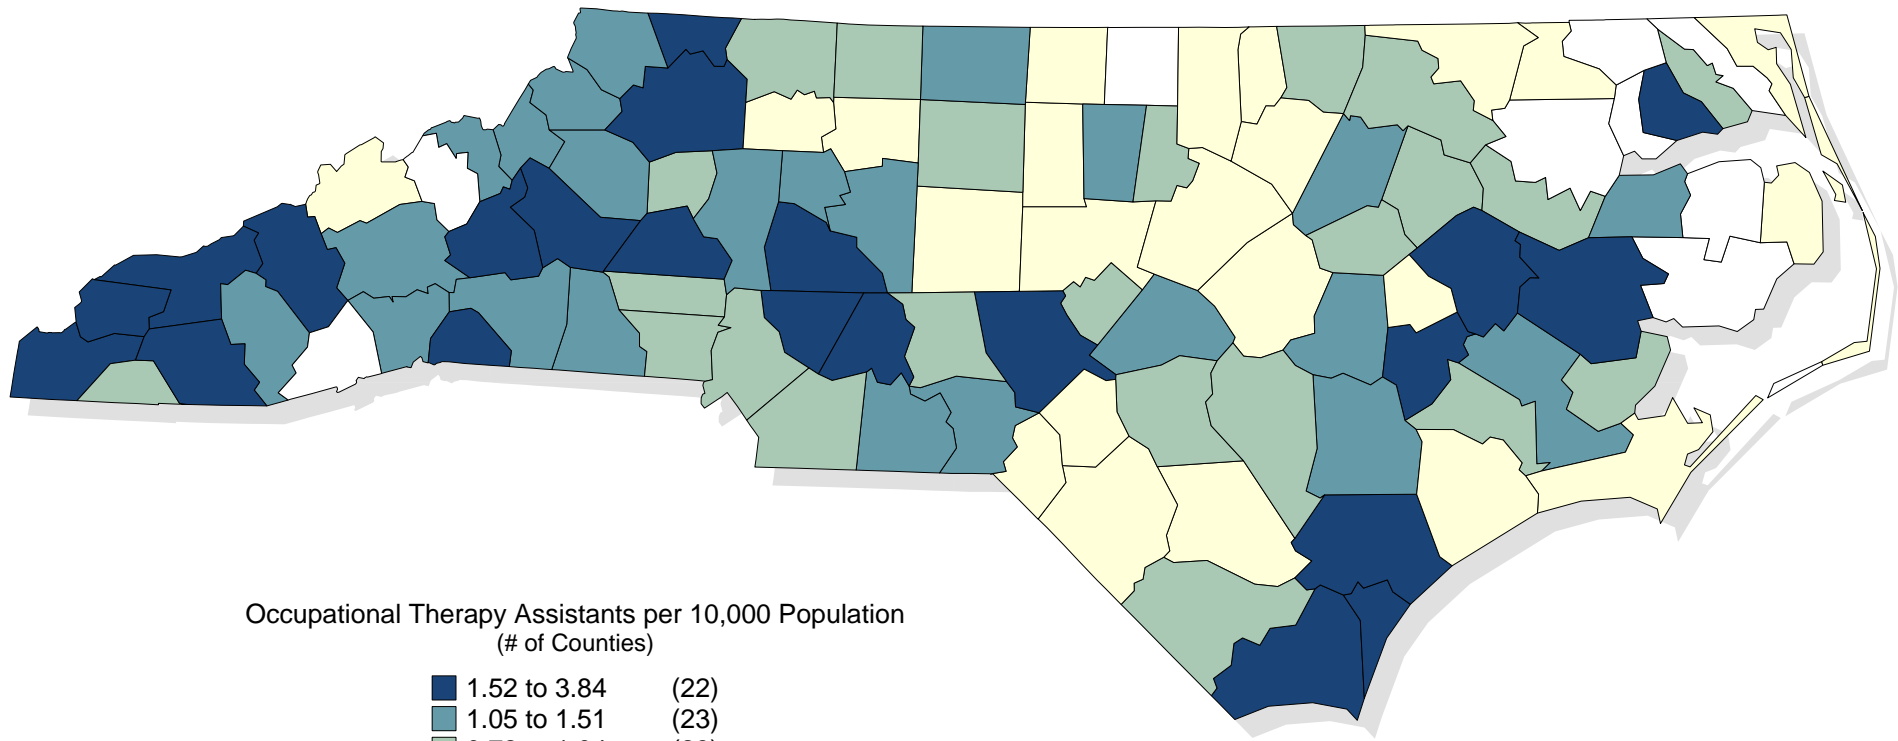 Occupational Therapy Assistants per 10,000 Population
(# of Counties)
1.52 to 3.84 (22)
1.05 to 1.51 (23)